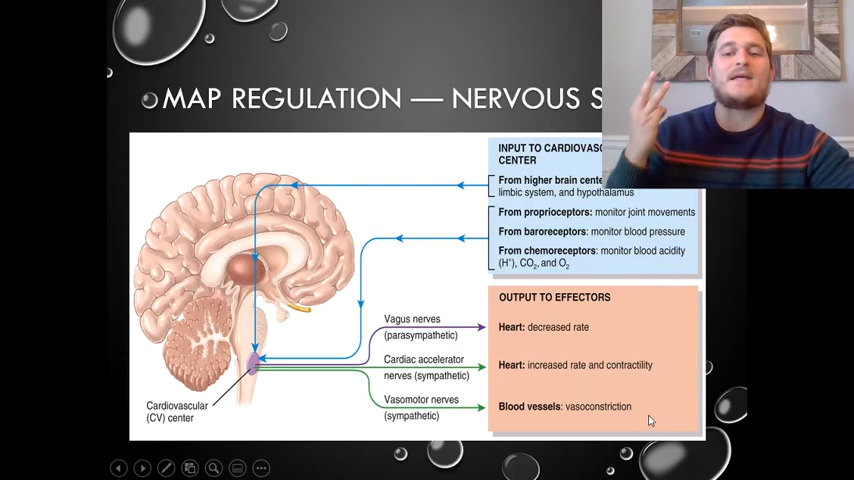 MAP REGULATION — NERVOUS S
INPUT TO CARDIOVASC
CENTER
From higher brain cente
limbic system, and hypothalamus
From proprioceptors: monitor joint movements
From baroreceptors: monitor blood pressure
From chemoreceptors: monitor blood acidity
(H⁺), CO₂, and O₂
OUTPUT TO EFFECTORS
Vagus nerves
(parasympathetic)
Heart: decreased rate
Cardiac accelerator
nerves (sympathetic)
Heart: increased rate and contractility
Vasomotor nerves
(sympathetic)
Blood vessels: vasoconstriction
Cardiovascular
(CV) center